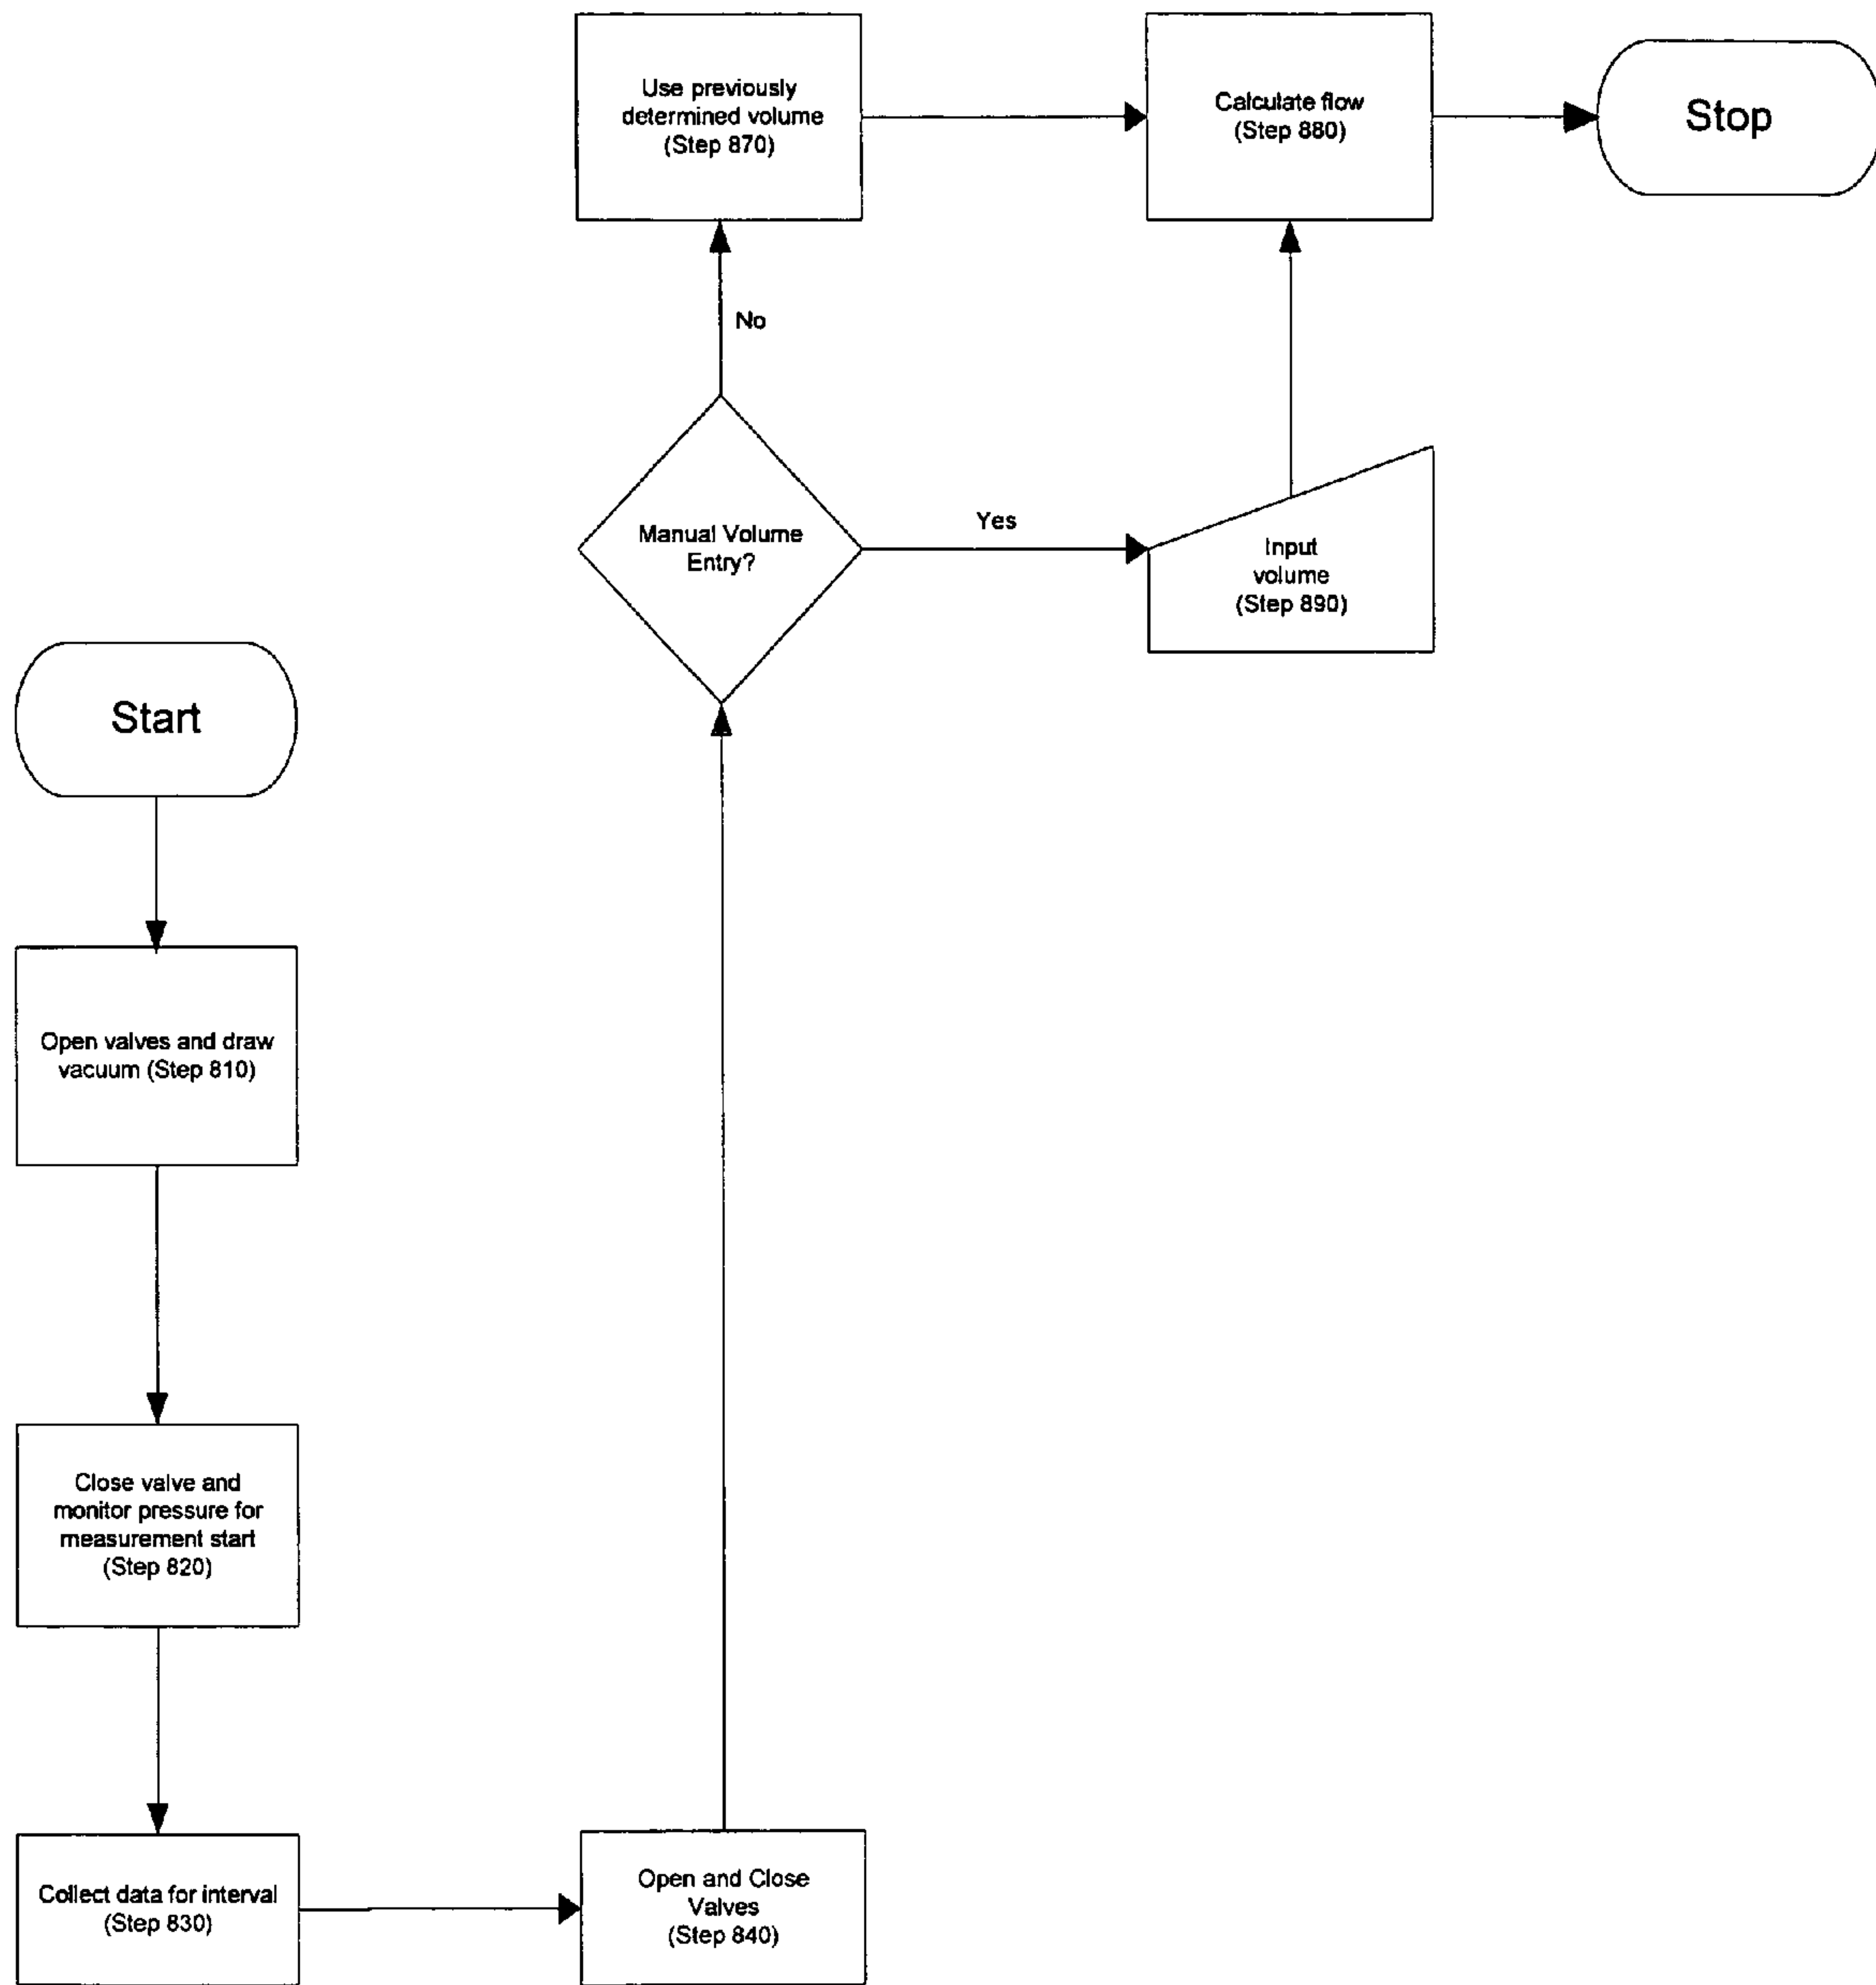 Start
Open valves and draw
vacuum (Step 810)
Close valve and
monitor pressure for
measurement start
(Step 820)
Collect data for interval
(Step 830)
Open and Close
Valves
(Step 840)
Manual Volume
Entry?
No
Yes
Use previously
determined volume
(Step 870)
Input
volume
(Step 890)
Calculate flow
(Step 880)
Stop